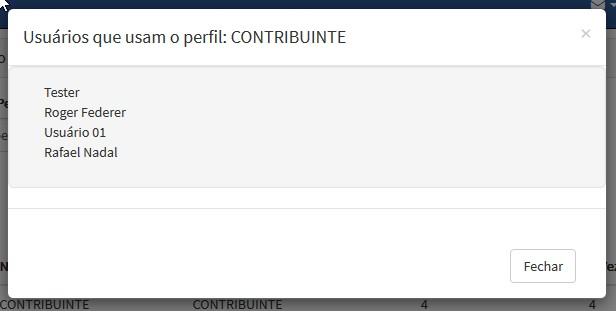 Usuários que usam o perfil: CONTRIBUINTE ×
Tester
Roger Federer
Usuário 01
Rafael Nadal
Fechar
CONTRIBUINTE CONTRIBUINTE 4 4